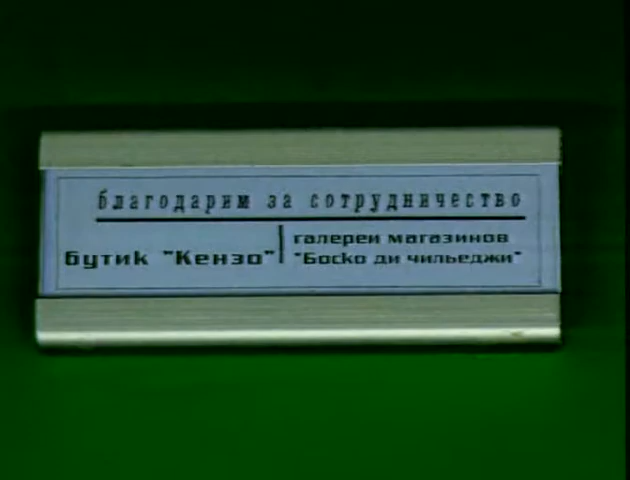 благодарим за сотрудничество
бутик "Кензо"
галереи магазинов
"Боско ди чильеджи"